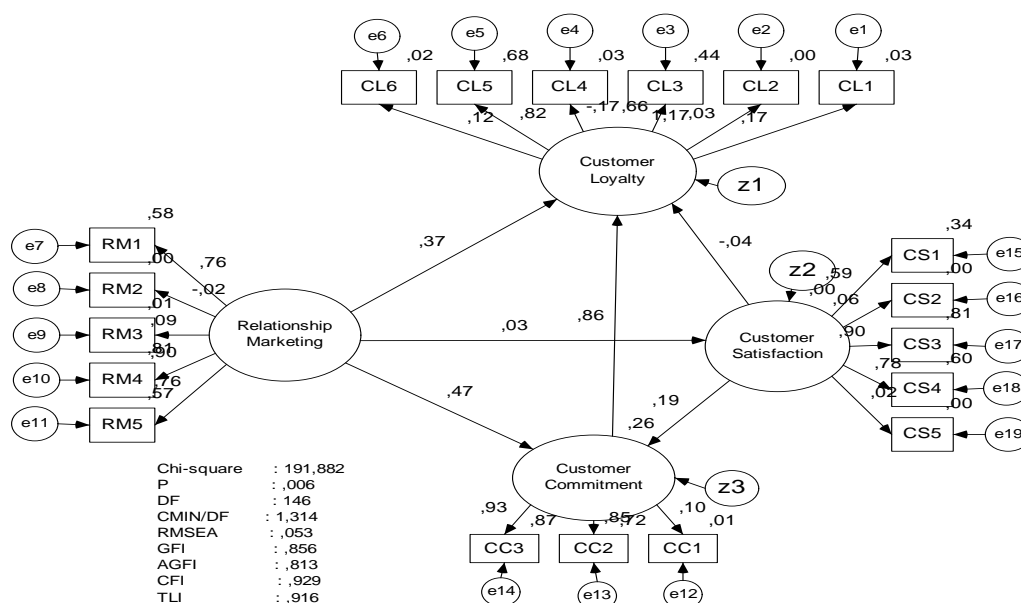 e6 e5 e4 e3 e2 e1
,02 ,68 ,03 ,44 ,00 ,03
CL6 CL5 CL4 CL3 CL2 CL1
,12 ,82 -,17 ,66 ,03 ,17
Customer
Loyalty
z1
,58
e7 RM1
,76
,00
e8 RM2
-,02
,01
e9 RM3
,09
,81
e10 RM4
,90
,57
e11 RM5
,76
Relationship
Marketing
,37
,03
,47
,86
-,04
,19
z2
,00
Customer
Satisfaction
,34
CS1 e15
,59
,00
CS2 e16
,06
,81
CS3 e17
,90
,60
CS4 e18
,78
,00
CS5 e19
,02
,26
Customer
Commitment
z3
,93 ,85 ,10
,87 ,72 ,01
CC3 CC2 CC1
e14 e13 e12
Chi-square : 191,882
P : ,006
DF : 146
CMIN/DF : 1,314
RMSEA : ,053
GFI : ,856
AGFI : ,813
CFI : ,929
TLI : ,916